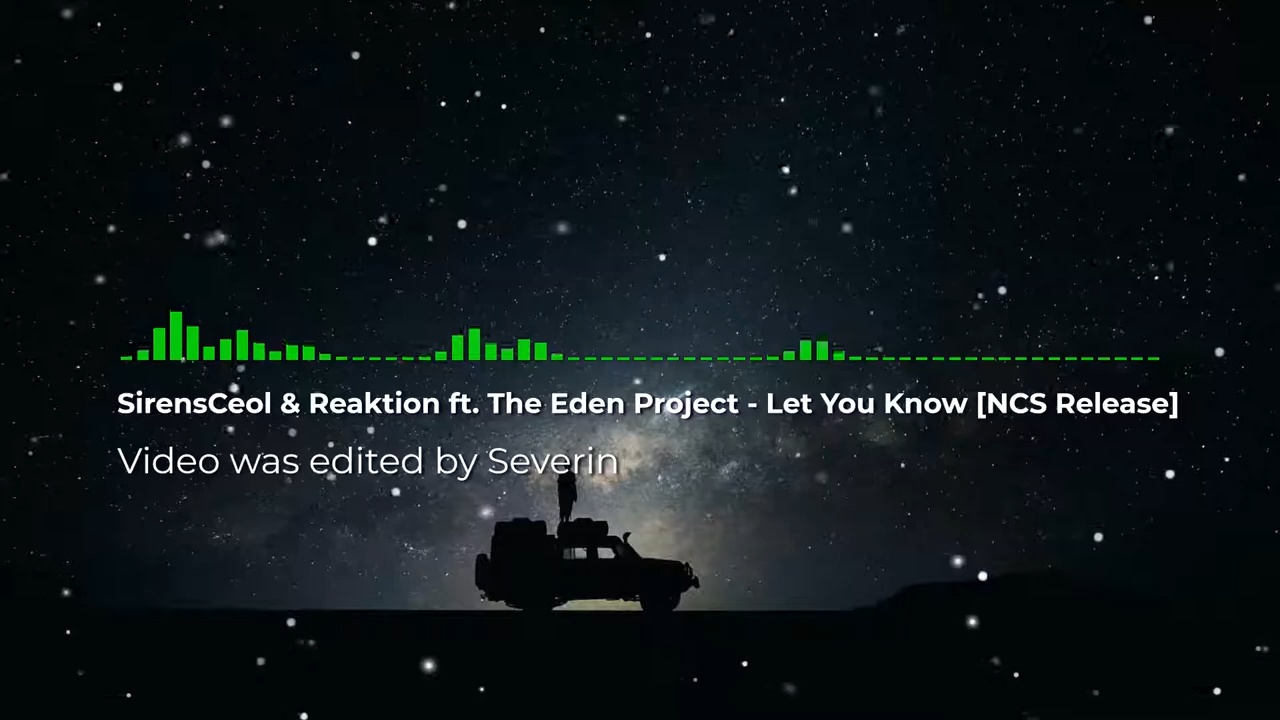 SirensCeol & Reaktion ft. The Eden Project - Let You Know [NCS Release]
Video was edited by Severin